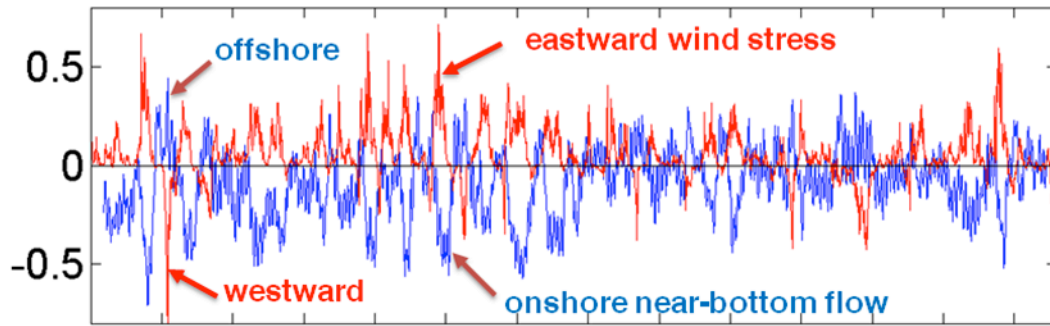 offshore
eastward wind stress
0.5
0
-0.5
westward
onshore near-bottom flow